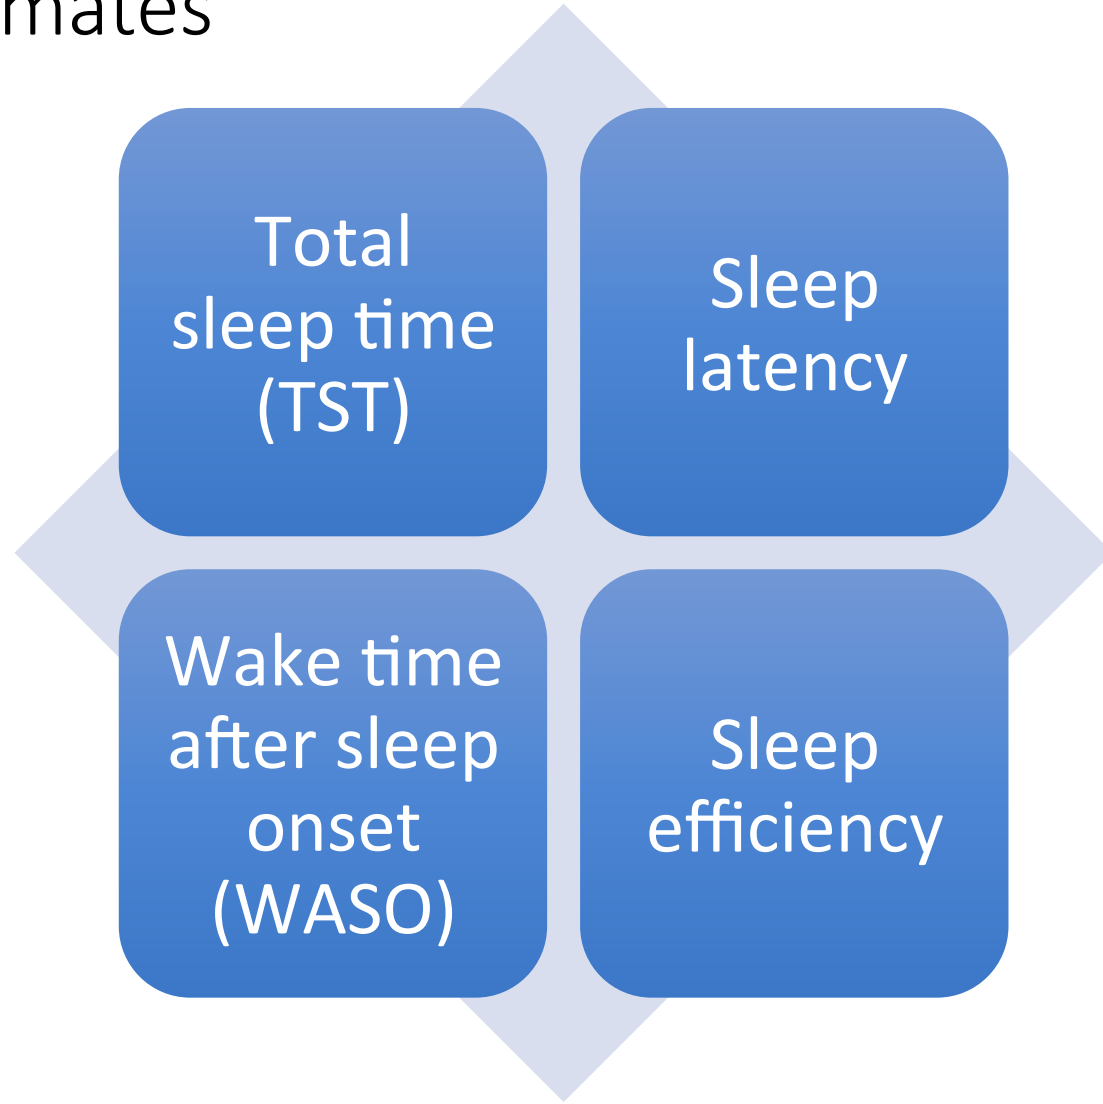 mates
Total
sleep time
(TST)
Sleep
latency
Wake time
after sleep
onset
(WASO)
Sleep
efficiency